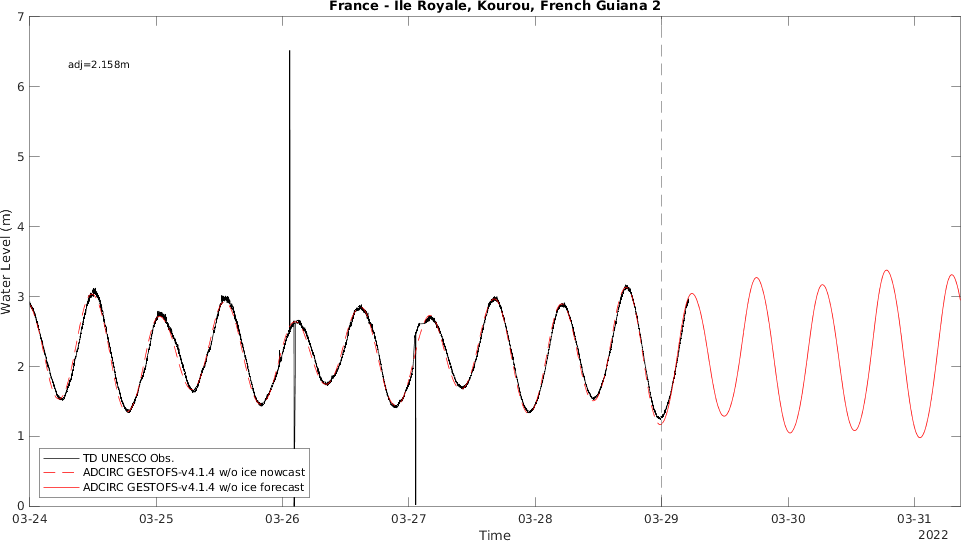 France - Ile Royale, Kourou, French Guiana 2
adj=2.158m
Water Level (m)
7
6
5
4
3
2
1
0
TD UNESCO Obs.
ADCIRC GESTOFS-v4.1.4 w/o ice nowcast
ADCIRC GESTOFS-v4.1.4 w/o ice forecast
03-24 03-25 03-26 03-27 03-28 03-29 03-30 03-31
Time
2022